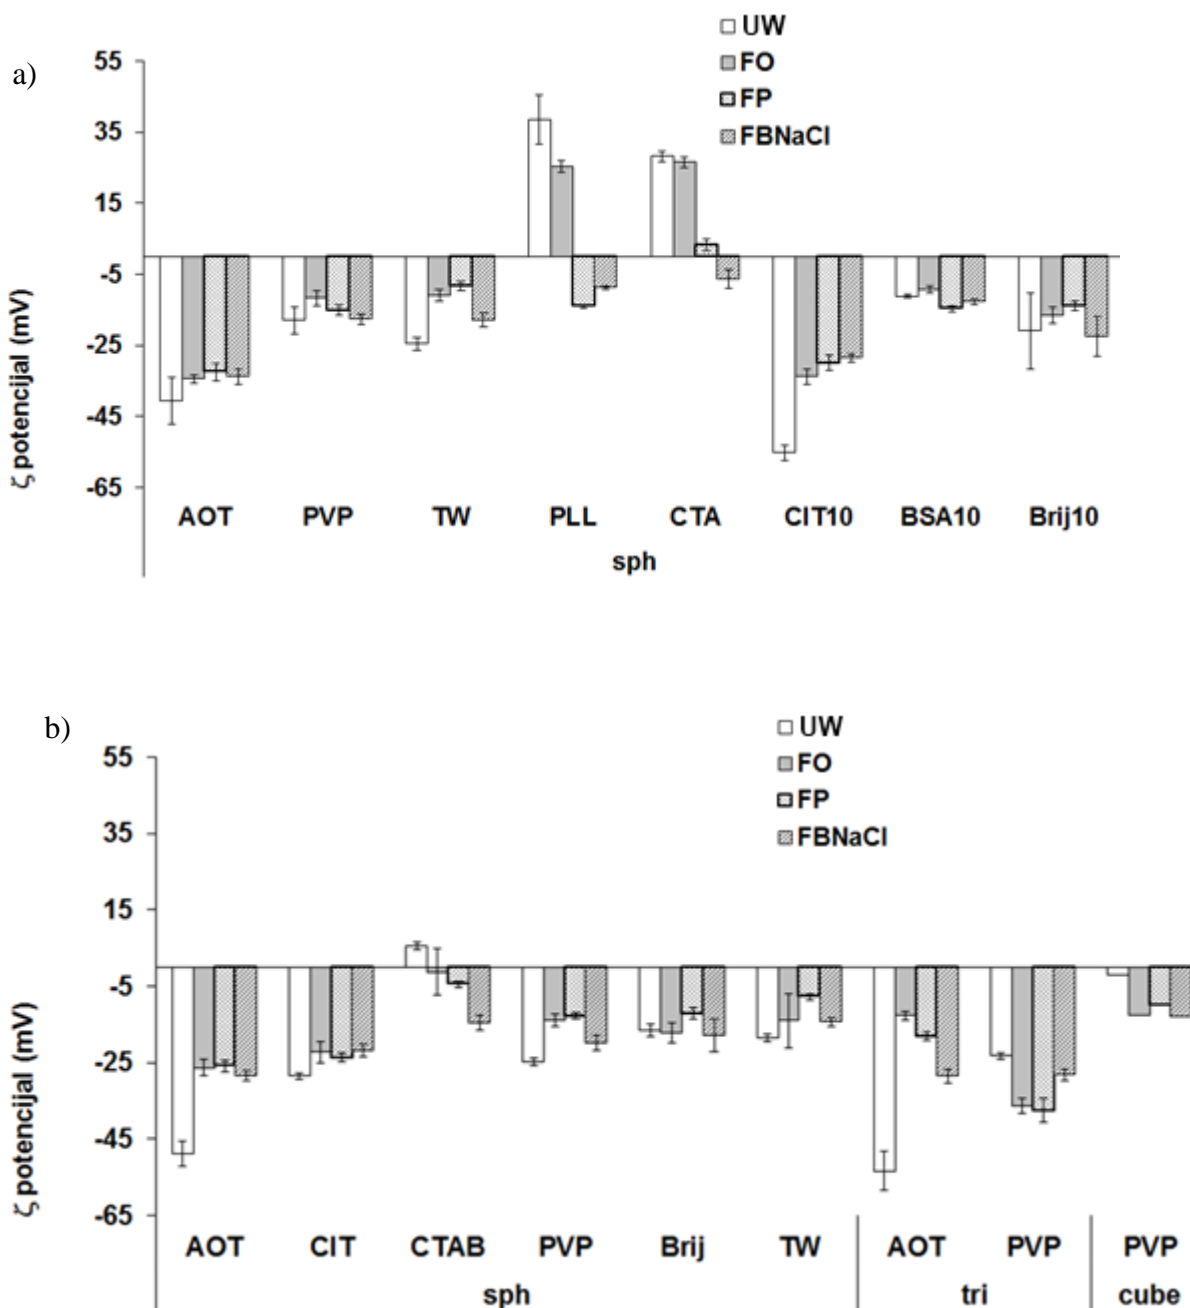 a)
UW
FO
FP
FBNaCl
55
35
15
-5
-25
-45
-65
ζ potencijal (mV)
AOT PVP TW PLL CTA CIT10 BSA10 Brij10
sph
b)
UW
FO
FP
FBNaCl
55
35
15
-5
-25
-45
-65
ζ potencijal (mV)
AOT CIT CTAB PVP Brij TW AOT PVP PVP
sph tri cube